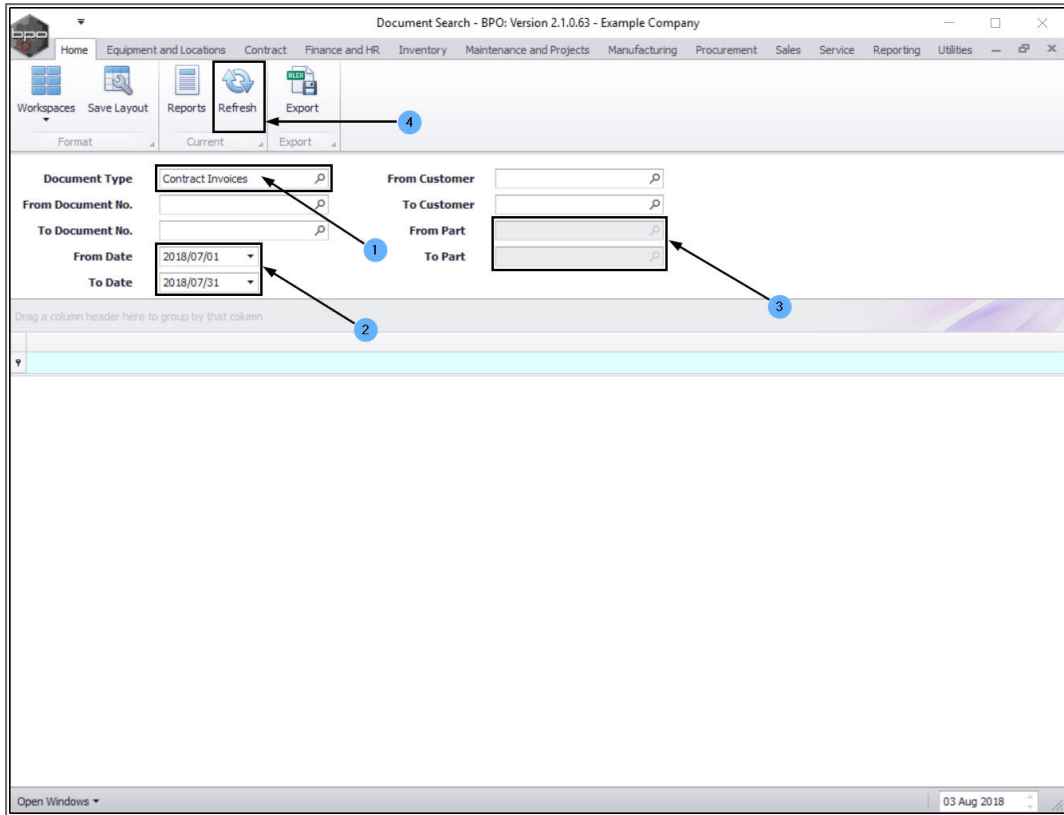 Document Search - BPO: Version 2.1.0.63 - Example Company
bpo
Home Equipment and Locations Contract Finance and HR Inventory Maintenance and Projects Manufacturing Procurement Sales Service Reporting Utilities
XLSX
Workspaces Save Layout Reports Refresh Export
4
Format Current Export
Document Type Contract Invoices From Customer
From Document No. To Customer
To Document No. From Part
1
From Date 2018/07/01 To Part
To Date 2018/07/31
3
Drag a column header here to group by that column
2
Open Windows 03 Aug 2018